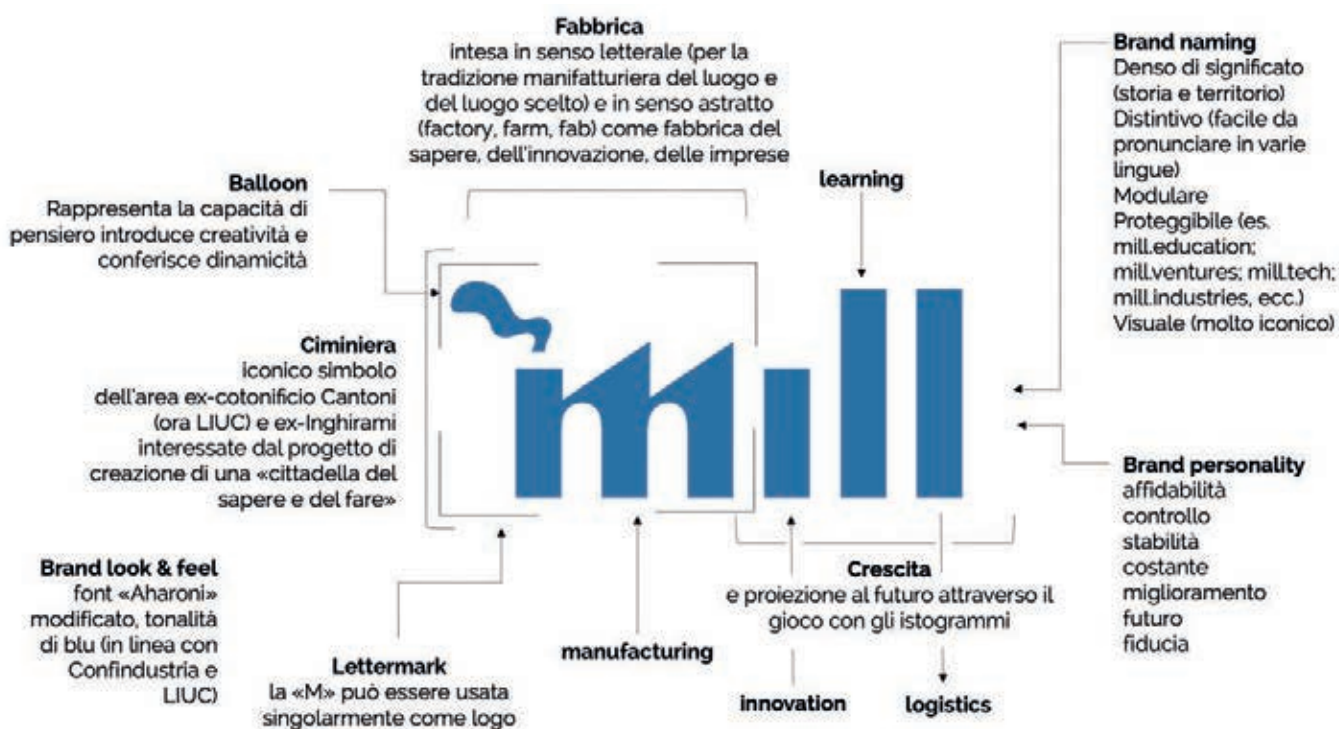 Fabbrica
intesa in senso letterale (per la
tradizione manifatturiera del luogo e
del luogo scelto) e in senso astratto
(factory, farm, fab) come fabbrica del
sapere, dell'innovazione, delle imprese
Brand naming
Denso di significato
(storia e territorio)
Distintivo (facile da
pronunciare in varie
lingue)
Modulare
Proteggibile (es.
mill.education;
mill.ventures; mill.tech;
mill.industries, ecc.)
Visuale (molto iconico)
learning
Balloon
Rappresenta la capacità di
pensiero introduce creatività e
conferisce dinamicità
Ciminiera
iconico simbolo
dell'area ex-cotonificio Cantoni
(ora LIUC) e ex-Inghirami
interessate dal progetto di
creazione di una «cittadella del
sapere e del fare»
mill
Brand personality
affidabilità
controllo
stabilità
costante
miglioramento
futuro
fiducia
Brand look & feel
font «Aharoni»
modificato, tonalità
di blu (in linea con
Confindustria e
LIUC)
Lettermark
la «M» può essere usata
singolarmente come logo
manufacturing
Crescita
e proiezione al futuro attraverso il
gioco con gli istogrammi
innovation
logistics